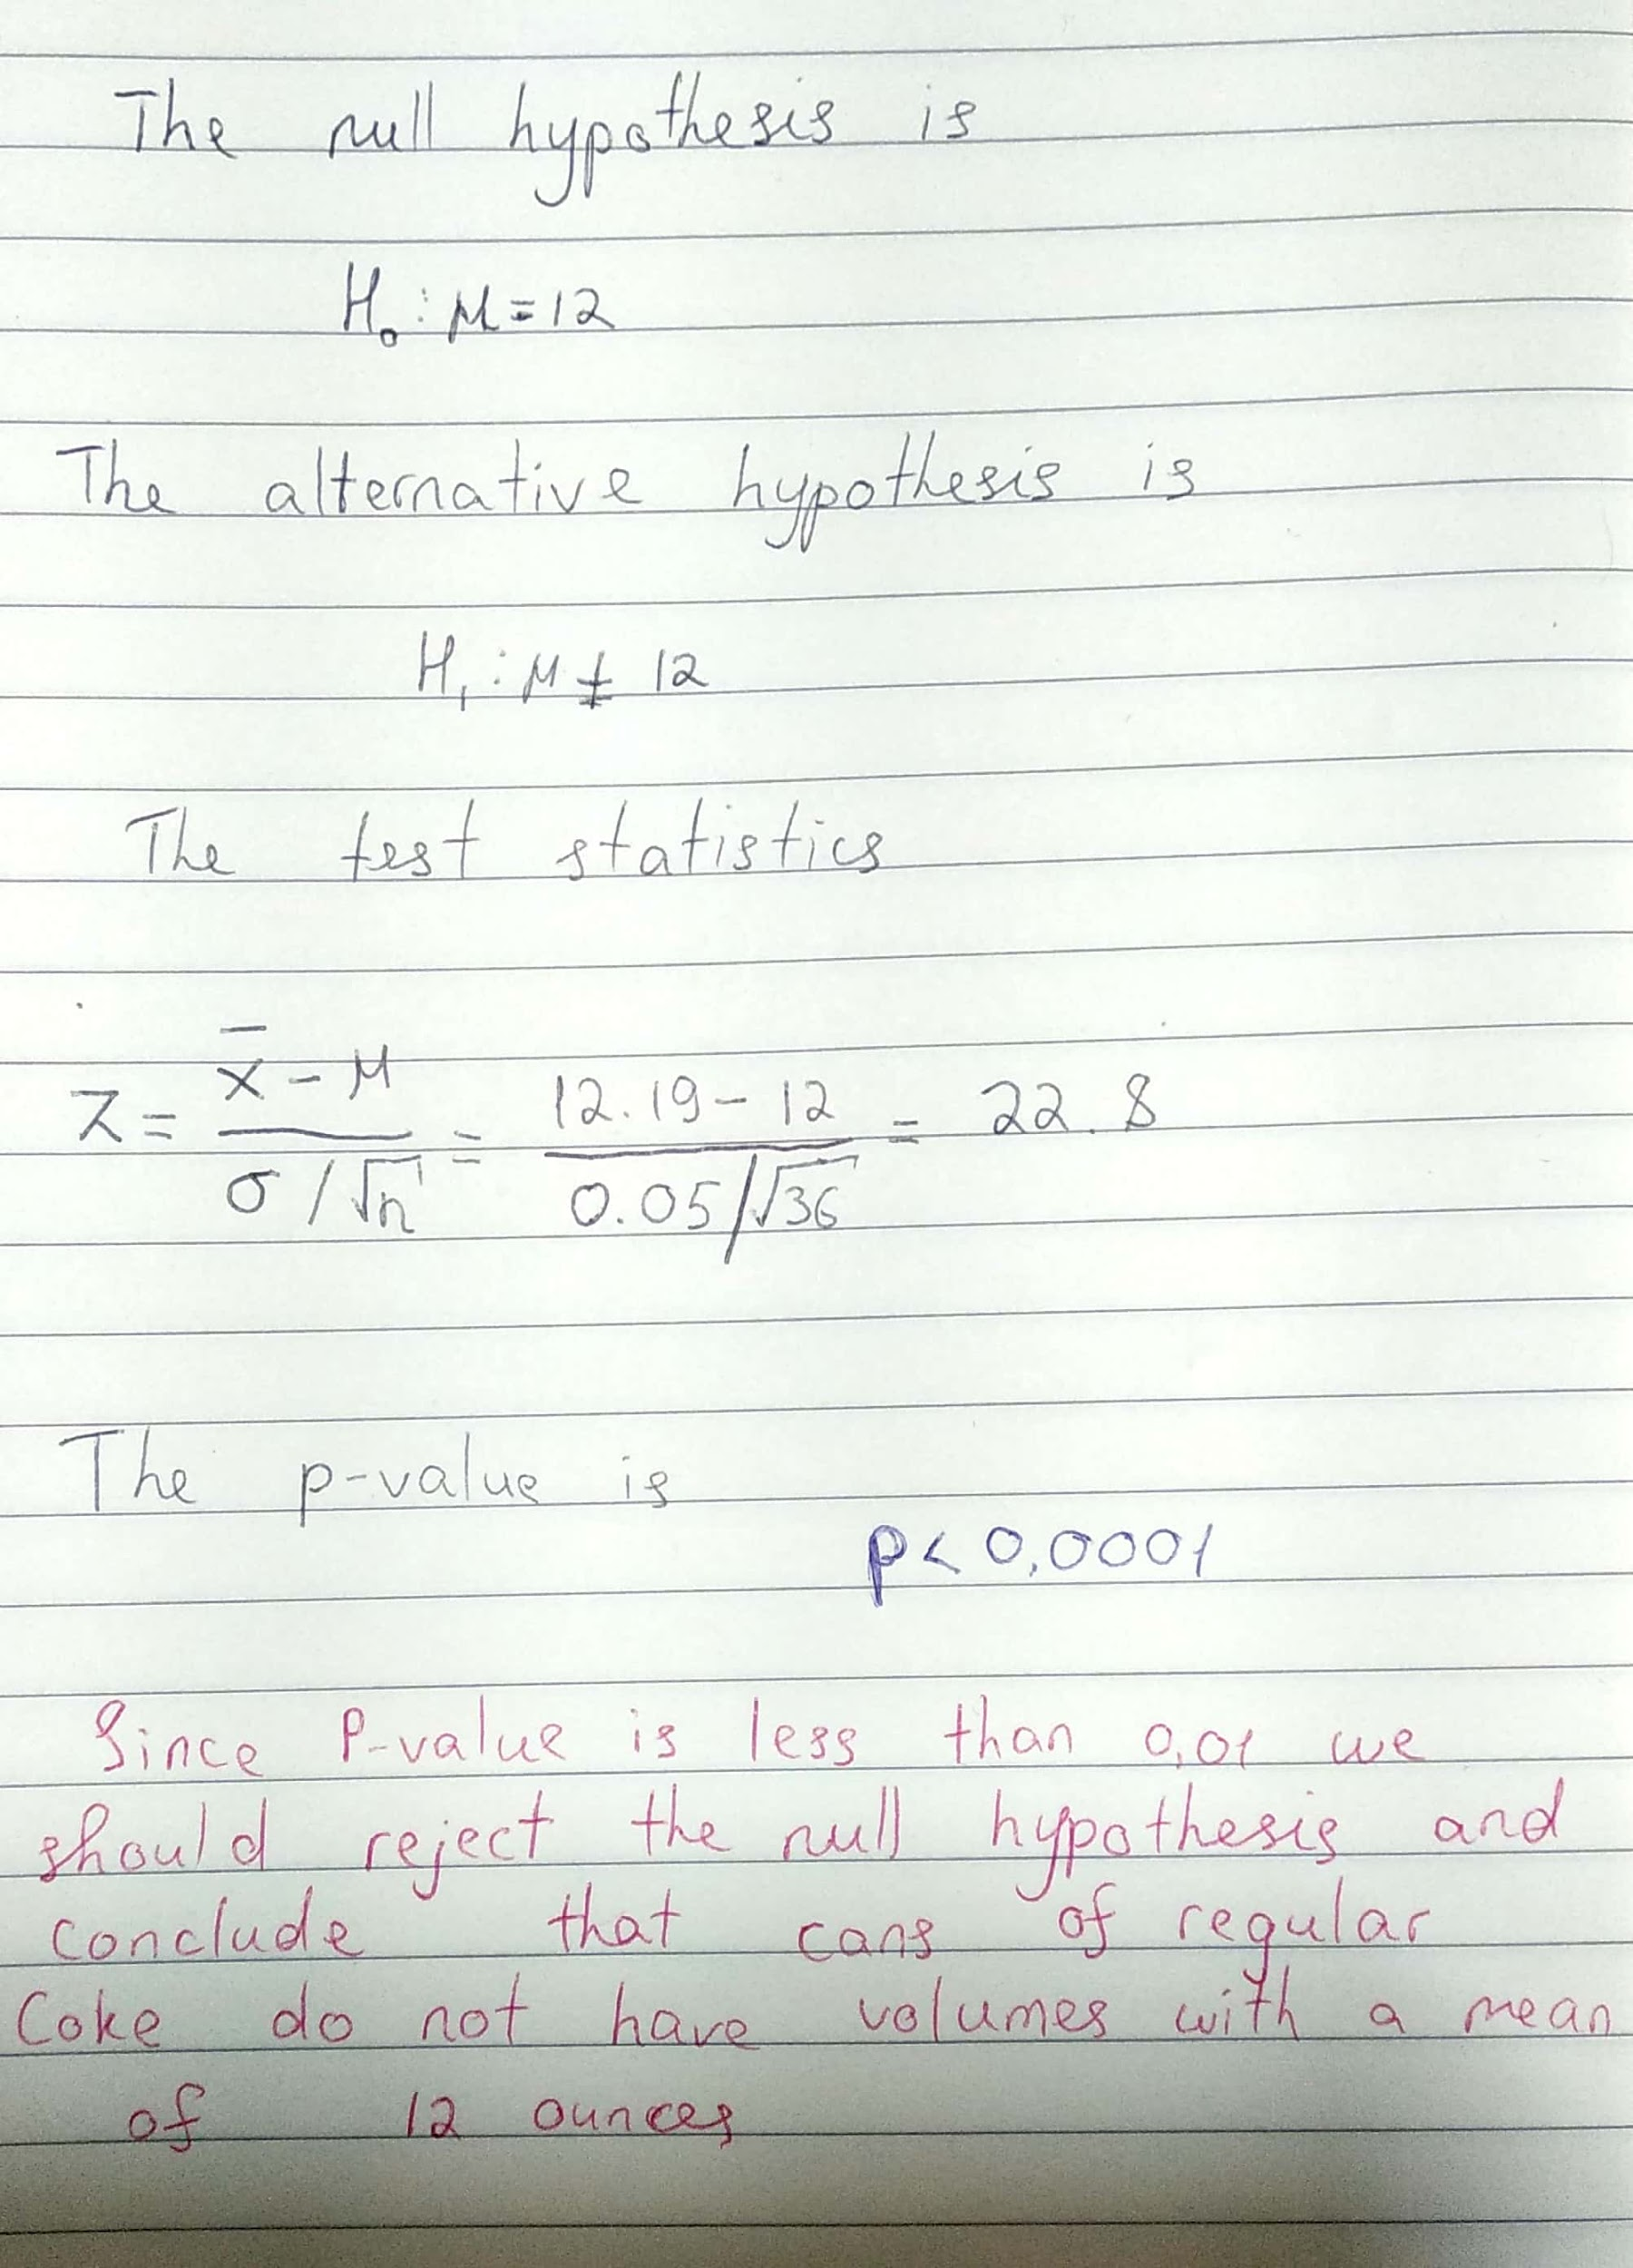 The null hypothesis is
H₀ : μ = 12
The alternative hypothesis is
H₁ : μ ≠ 12
The test statistics
z = (x̄ - μ) / (σ / √n) = (12.19 - 12) / (0.05 / √36) = 22.8
The p-value is
p < 0,0001
Since P-value is less than 0,01 we
should reject the null hypothesis and
conclude that cans of regular
Coke do not have volumes with a mean
of 12 ounces